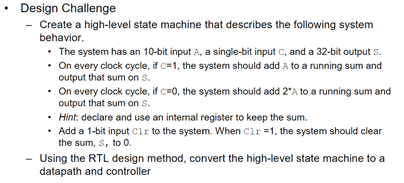 • Design Challenge
– Create a high-level state machine that describes the following system
behavior.
• The system has an 10-bit input A, a single-bit input C, and a 32-bit output S.
• On every clock cycle, if C=1, the system should add A to a running sum and
output that sum on S.
• On every clock cycle, if C=0, the system should add 2*A to a running sum and
output that sum on S.
• Hint: declare and use an internal register to keep the sum.
• Add a 1-bit input Clr to the system. When Clr =1, the system should clear
the sum, S, to 0.
– Using the RTL design method, convert the high-level state machine to a
datapath and controller